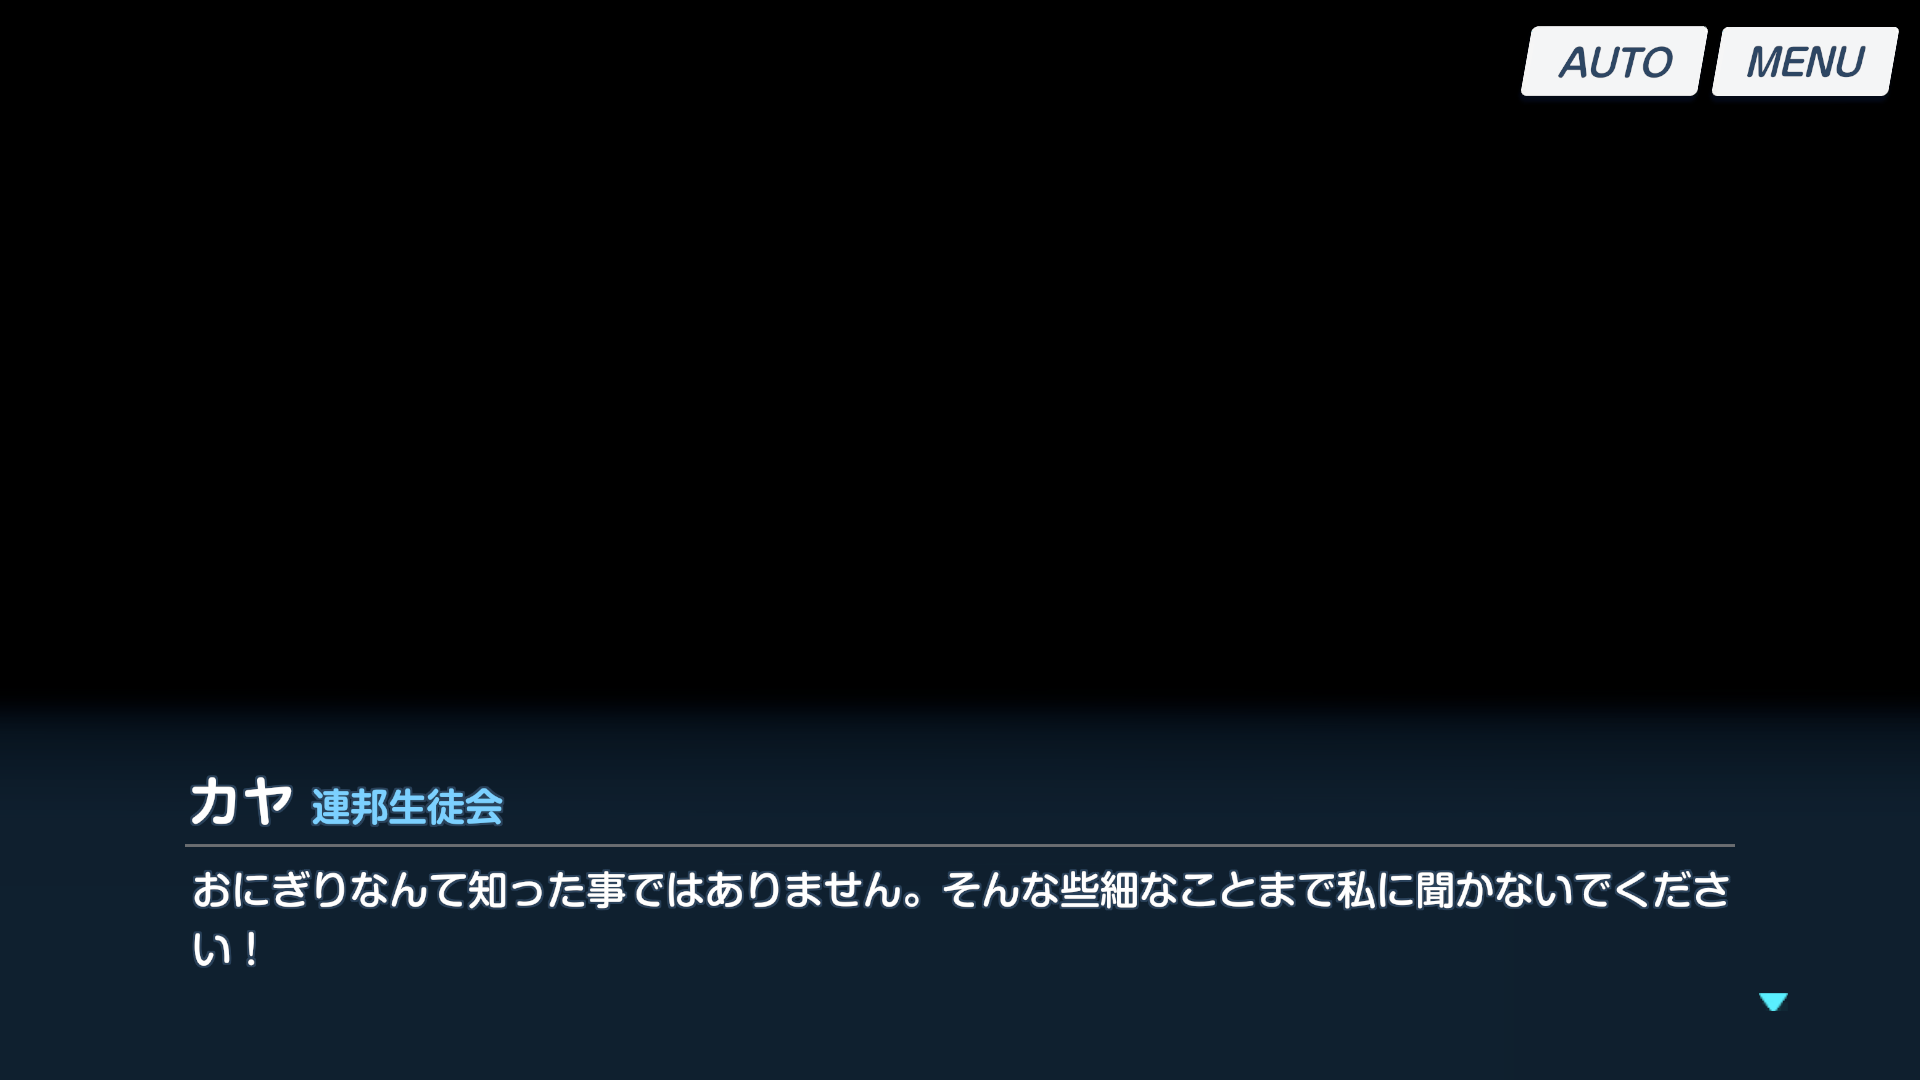 AUTO MENU
カヤ 連邦生徒会
おにぎりなんて知った事ではありません。そんな些細なことまで私に聞かないでくださ
い！